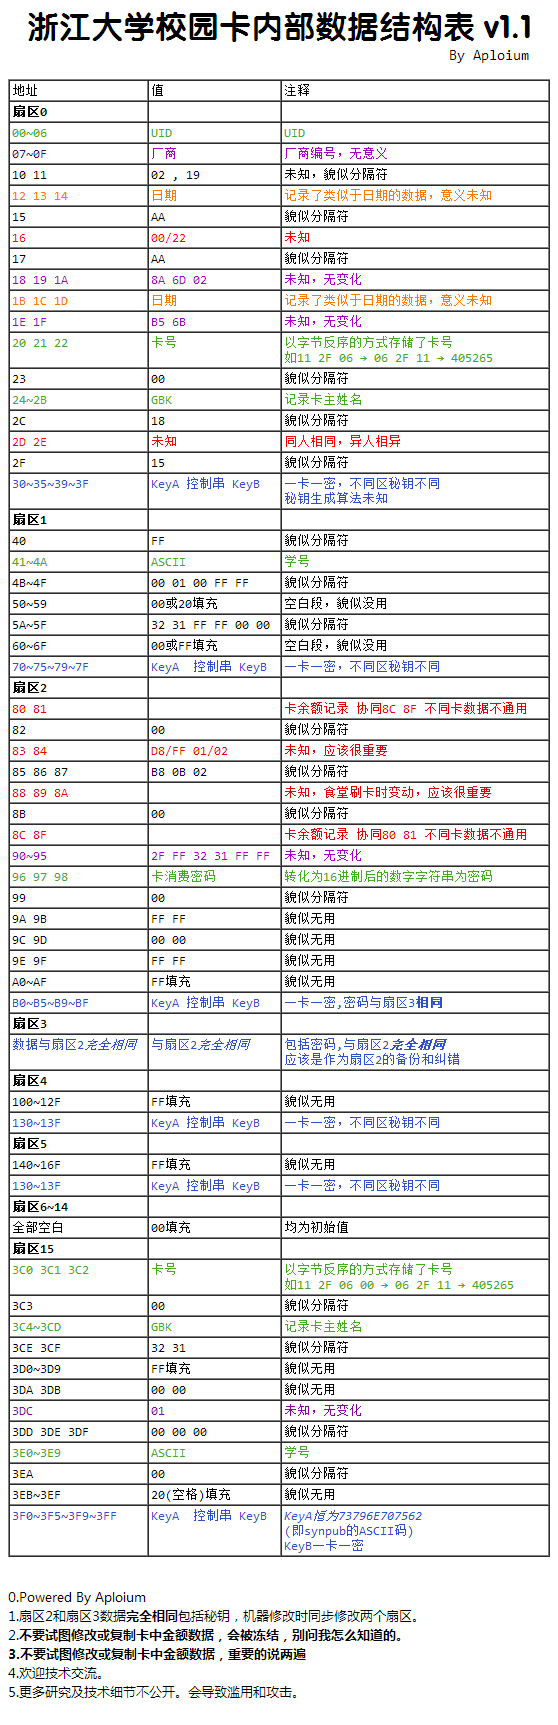 浙江大学校园卡内部数据结构表 v1.1
By Aploium
地址 值 注释
扇区0
00~06 UID UID
07~0F 厂商 厂商编号，无意义
10 11 02 , 19 未知，貌似分隔符
12 13 14 日期 记录了类似于日期的数据，意义未知
15 AA 貌似分隔符
16 00/22 未知
17 AA 貌似分隔符
18 19 1A 8A 6D 02 未知，无变化
1B 1C 1D 日期 记录了类似于日期的数据，意义未知
1E 1F B5 6B 未知，无变化
20 21 22 卡号 以字节反序的方式存储了卡号
如11 2F 06 → 06 2F 11 → 405265
23 00 貌似分隔符
24~2B GBK 记录卡主姓名
2C 18 貌似分隔符
2D 2E 未知 同人相同，异人相异
2F 15 貌似分隔符
30~35~39~3F KeyA 控制串 KeyB 一卡一密，不同区秘钥不同
秘钥生成算法未知
扇区1
40 FF 貌似分隔符
41~4A ASCII 学号
4B~4F 00 01 00 FF FF 貌似分隔符
50~59 00或20填充 空白段，貌似没用
5A~5F 32 31 FF FF 00 00 貌似分隔符
60~6F 00或FF填充 空白段，貌似没用
70~75~79~7F KeyA 控制串 KeyB 一卡一密，不同区秘钥不同
扇区2
80 81 卡余额记录 协同8C 8F 不同卡数据不通用
82 00 貌似分隔符
83 84 D8/FF 01/02 未知，应该很重要
85 86 87 B8 0B 02 貌似分隔符
88 89 8A 未知，食堂刷卡时变动，应该很重要
8B 00 貌似分隔符
8C 8F 卡余额记录 协同80 81 不同卡数据不通用
90~95 2F FF 32 31 FF FF 未知，无变化
96 97 98 卡消费密码 转化为16进制后的数字字符串为密码
99 00 貌似分隔符
9A 9B FF FF 貌似无用
9C 9D 00 00 貌似无用
9E 9F FF FF 貌似无用
A0~AF FF填充 貌似无用
B0~B5~B9~BF KeyA 控制串 KeyB 一卡一密,密码与扇区3相同
扇区3
数据与扇区2完全相同 与扇区2完全相同 包括密码,与扇区2完全相同
应该是作为扇区2的备份和纠错
扇区4
100~12F FF填充 貌似无用
130~13F KeyA 控制串 KeyB 一卡一密，不同区秘钥不同
扇区5
140~16F FF填充 貌似无用
130~13F KeyA 控制串 KeyB 一卡一密，不同区秘钥不同
扇区6~14
全部空白 00填充 均为初始值
扇区15
3C0 3C1 3C2 卡号 以字节反序的方式存储了卡号
如11 2F 06 00 → 06 2F 11 → 405265
3C3 00 貌似分隔符
3C4~3CD GBK 记录卡主姓名
3CE 3CF 32 31 貌似分隔符
3D0~3D9 FF填充 貌似无用
3DA 3DB 00 00 貌似无用
3DC 01 未知，无变化
3DD 3DE 3DF 00 00 00 貌似分隔符
3E0~3E9 ASCII 学号
3EA 00 貌似分隔符
3EB~3EF 20(空格)填充 貌似无用
3F0~3F5~3F9~3FF KeyA 控制串 KeyB KeyA恒为73796E707562
(即synpub的ASCII码)
KeyB一卡一密
0.Powered By Aploium
1.扇区2和扇区3数据完全相同包括秘钥，机器修改时同步修改两个扇区。
2.不要试图修改或复制卡中金额数据，会被冻结，别问我怎么知道的。
3.不要试图修改或复制卡中金额数据，重要的说两遍
4.欢迎技术交流。
5.更多研究及技术细节不公开。会导致滥用和攻击。